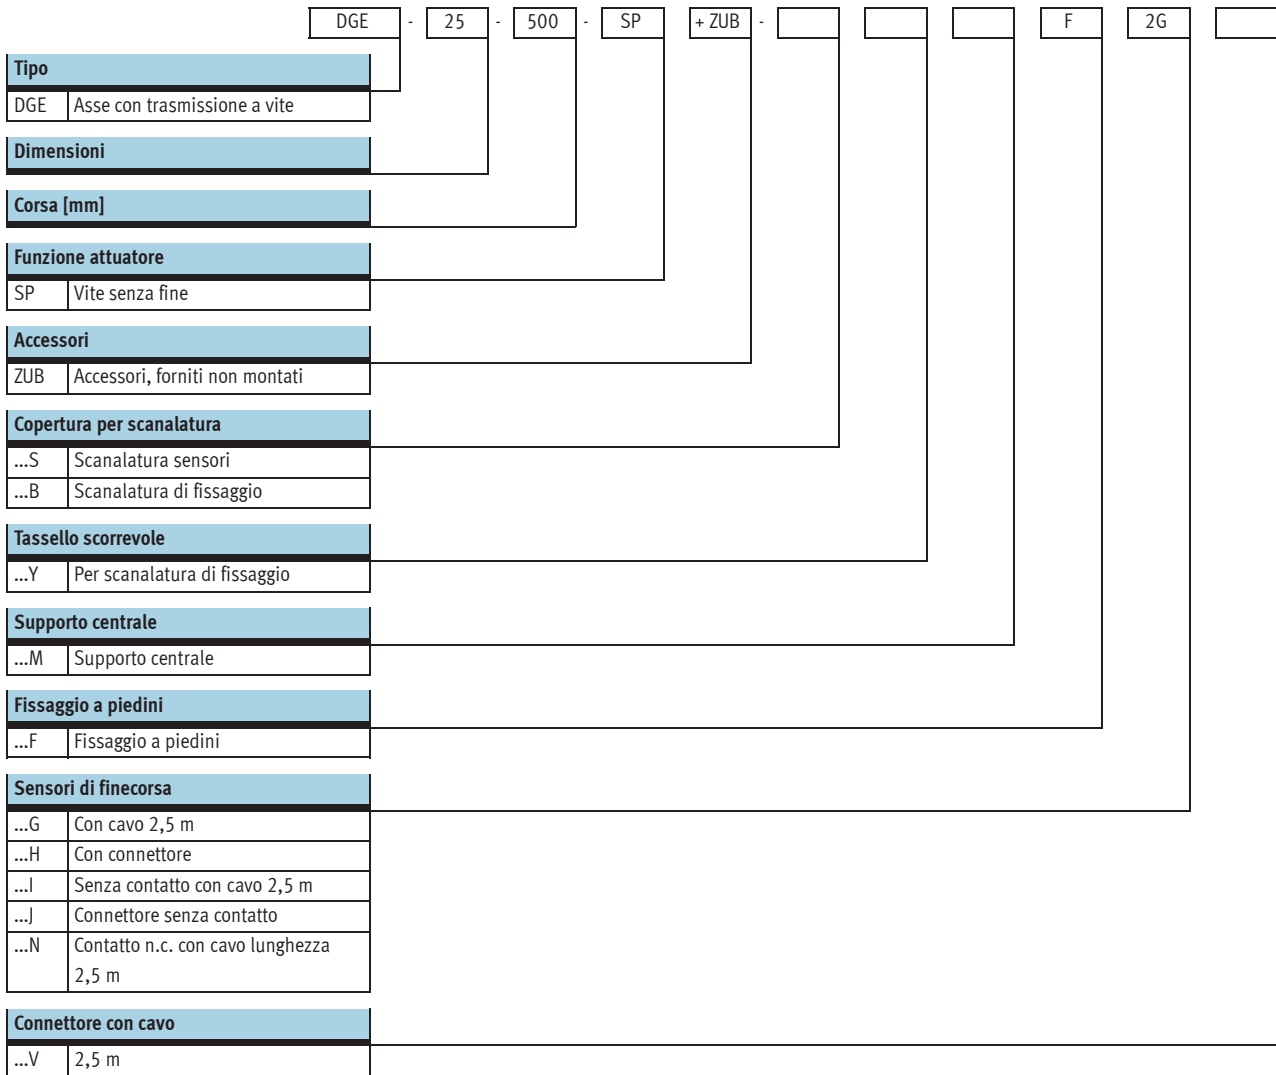 DGE - 25 - 500 - SP + ZUB - F 2G
Tipo
DGE Asse con trasmissione a vite
Dimensioni
Corsa [mm]
Funzione attuatore
SP Vite senza fine
Accessori
ZUB Accessori, forniti non montati
Copertura per scanalatura
...S Scanalatura sensori
...B Scanalatura di fissaggio
Tassello scorrevole
...Y Per scanalatura di fissaggio
Supporto centrale
...M Supporto centrale
Fissaggio a piedini
...F Fissaggio a piedini
Sensori di finecorsa
...G Con cavo 2,5 m
...H Con connettore
...I Senza contatto con cavo 2,5 m
...J Connettore senza contatto
...N Contatto n.c. con cavo lunghezza
2,5 m
Connettore con cavo
...V 2,5 m